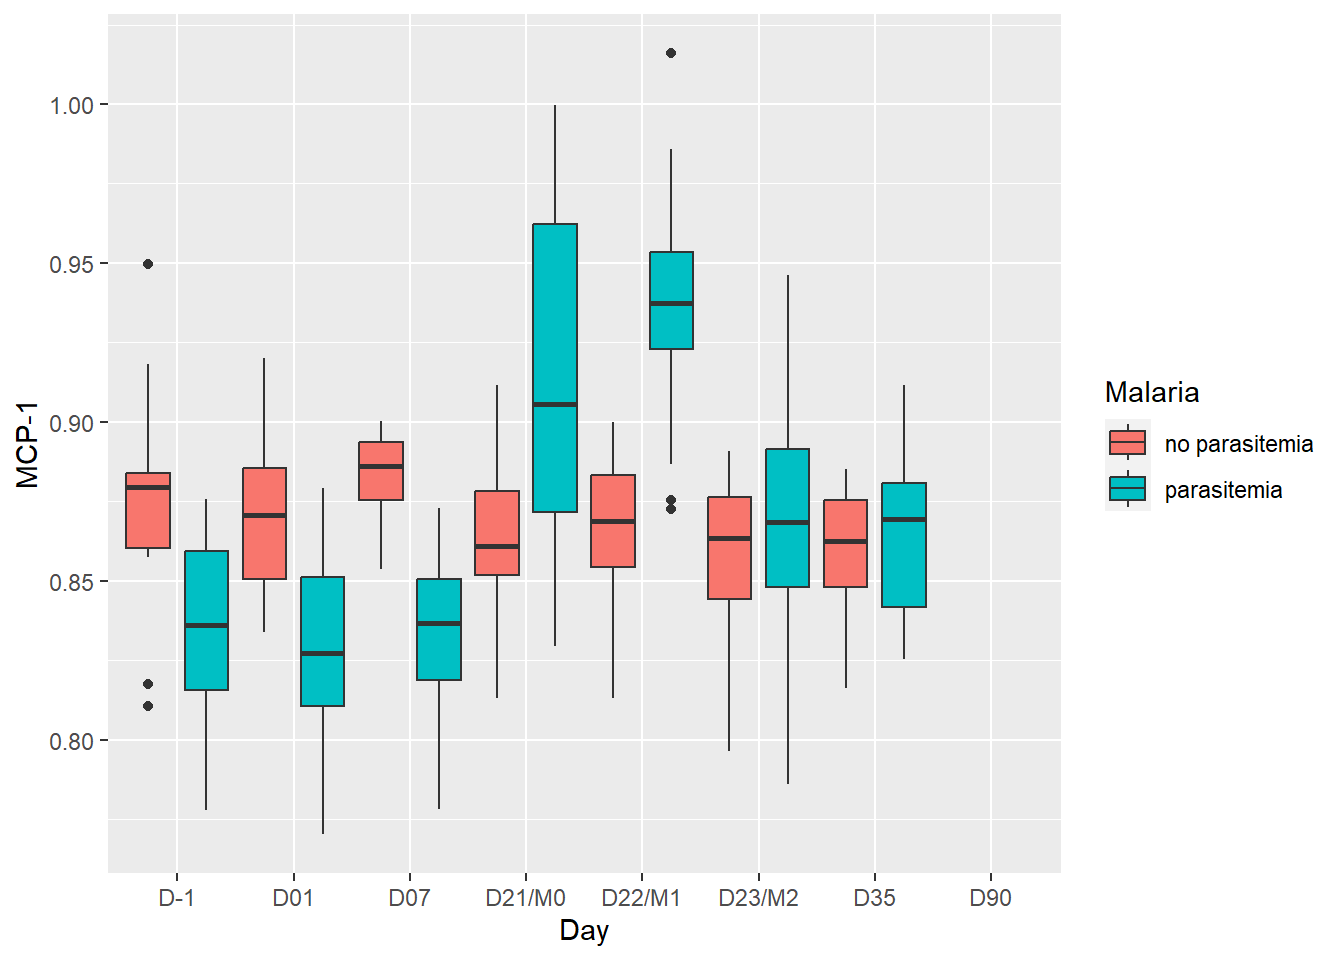 MCP-1
1.00
0.95
0.90
0.85
0.80
D-1 D01 D07 D21/M0 D22/M1 D23/M2 D35 D90
Day
Malaria
no parasitemia
parasitemia